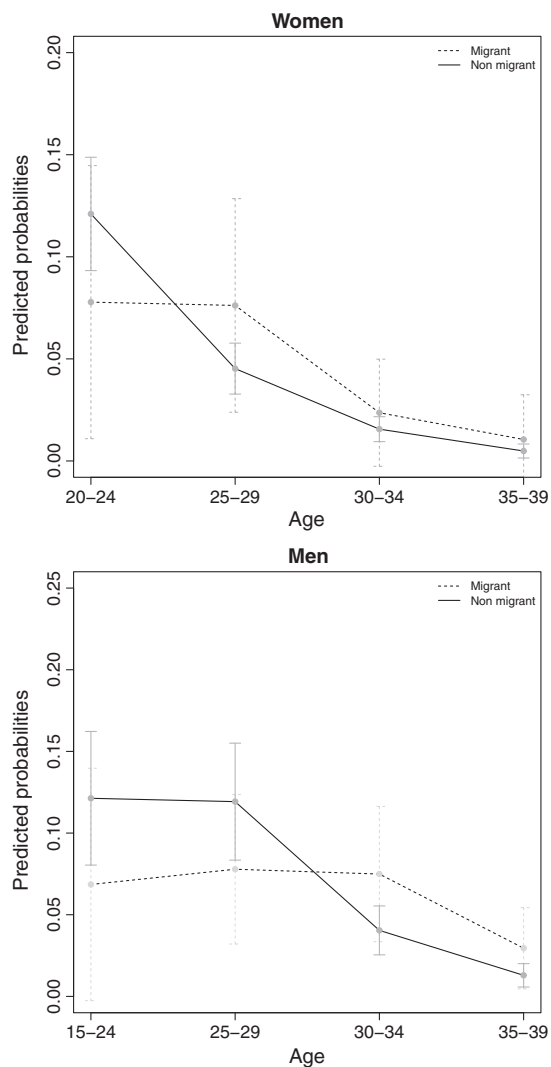 Women
Migrant
Non migrant
Predicted probabilities
0.20
0.15
0.10
0.05
0.00
20–24
25–29
30–34
35–39
Age
Men
Migrant
Non migrant
Predicted probabilities
0.25
0.20
0.15
0.10
0.05
0.00
15–24
25–29
30–34
35–39
Age